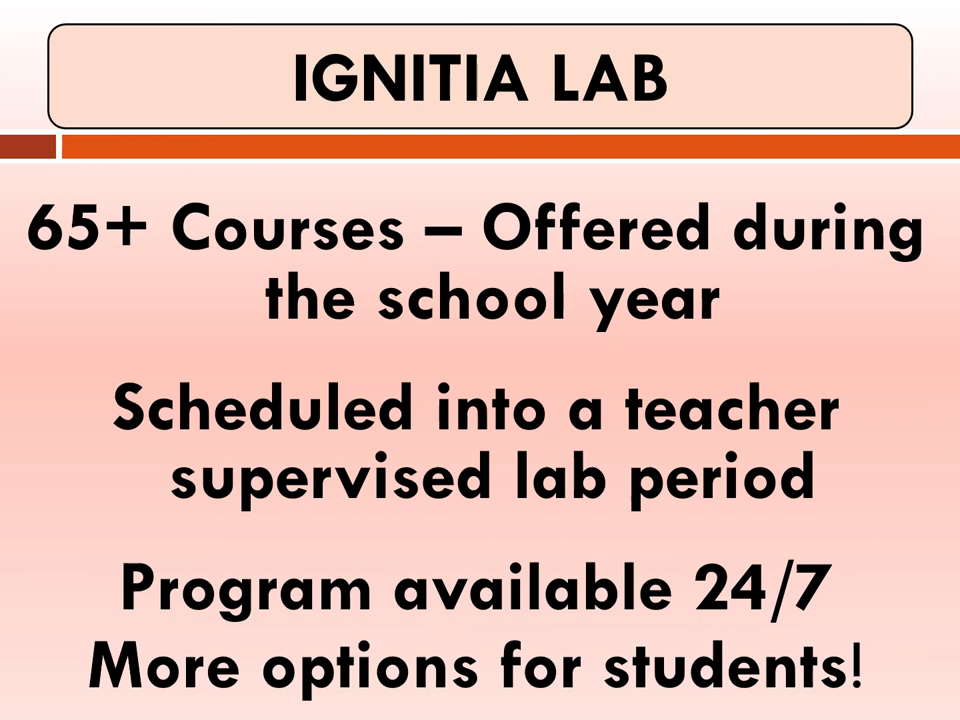 IGNITIA LAB
65+ Courses – Offered during
the school year
Scheduled into a teacher
supervised lab period
Program available 24/7
More options for students!